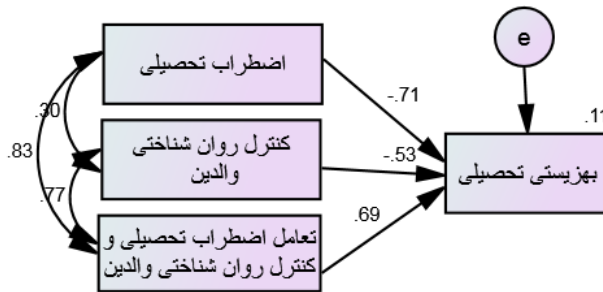 e
اضطراب تحصیلی
-.71
.11
.30
.83
کنترل روان شناختی
والدین
-.53
بهزیستی تحصیلی
.77
.69
تعامل اضطراب تحصیلی و
کنترل روان شناختی والدین